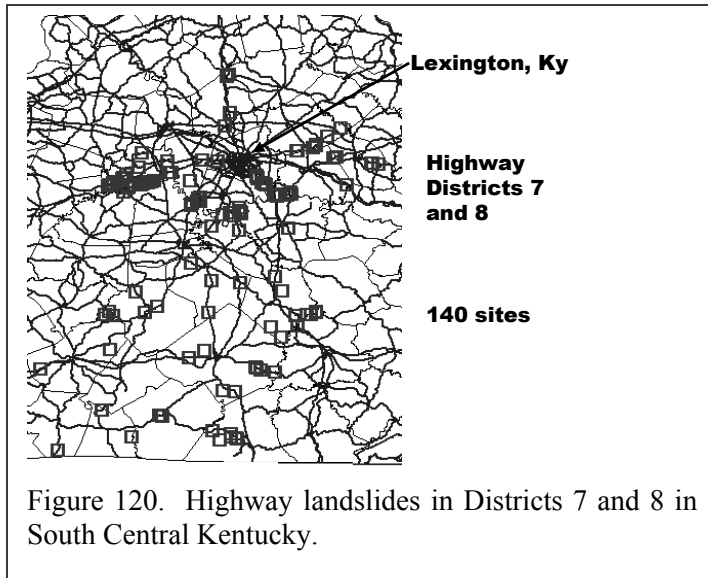 Lexington, Ky
Highway
Districts 7
and 8
140 sites
Figure 120. Highway landslides in Districts 7 and 8 in
South Central Kentucky.